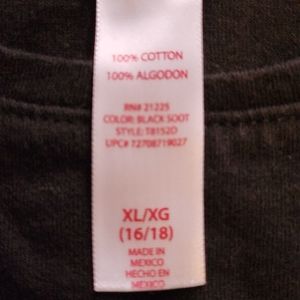 100% COTTON
100% ALGODON
RN# 21225
COLOR: BLACK SOOT
STYLE: T8152D
UPC# 72708719027
XL/XG
(16/18)
MADE IN
MEXICO
HECHO EN
MEXICO